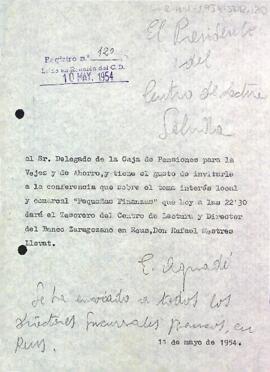 Registro n.º 120
10 MAY. 1954
El Presidente
del
Centro de Lectura
Saluda
al Sr. Delegado de la Caja de Pensiones para la
Vejez y de Ahorro, y tiene el gusto de invitarle
a la conferencia que sobre el tema interés local
y comercal "Pequeñas Finanzas" que hoy a las 22'30
dará el Tesorero del Centro de Lectura y Director
del Banco Zaragozano en Reus, Don Rafael Mestres
Llevat.
E. Aguadé
Se ha enviado a todos los
directores sucursales bancos, en
Reus.
11 de mayo de 1954.